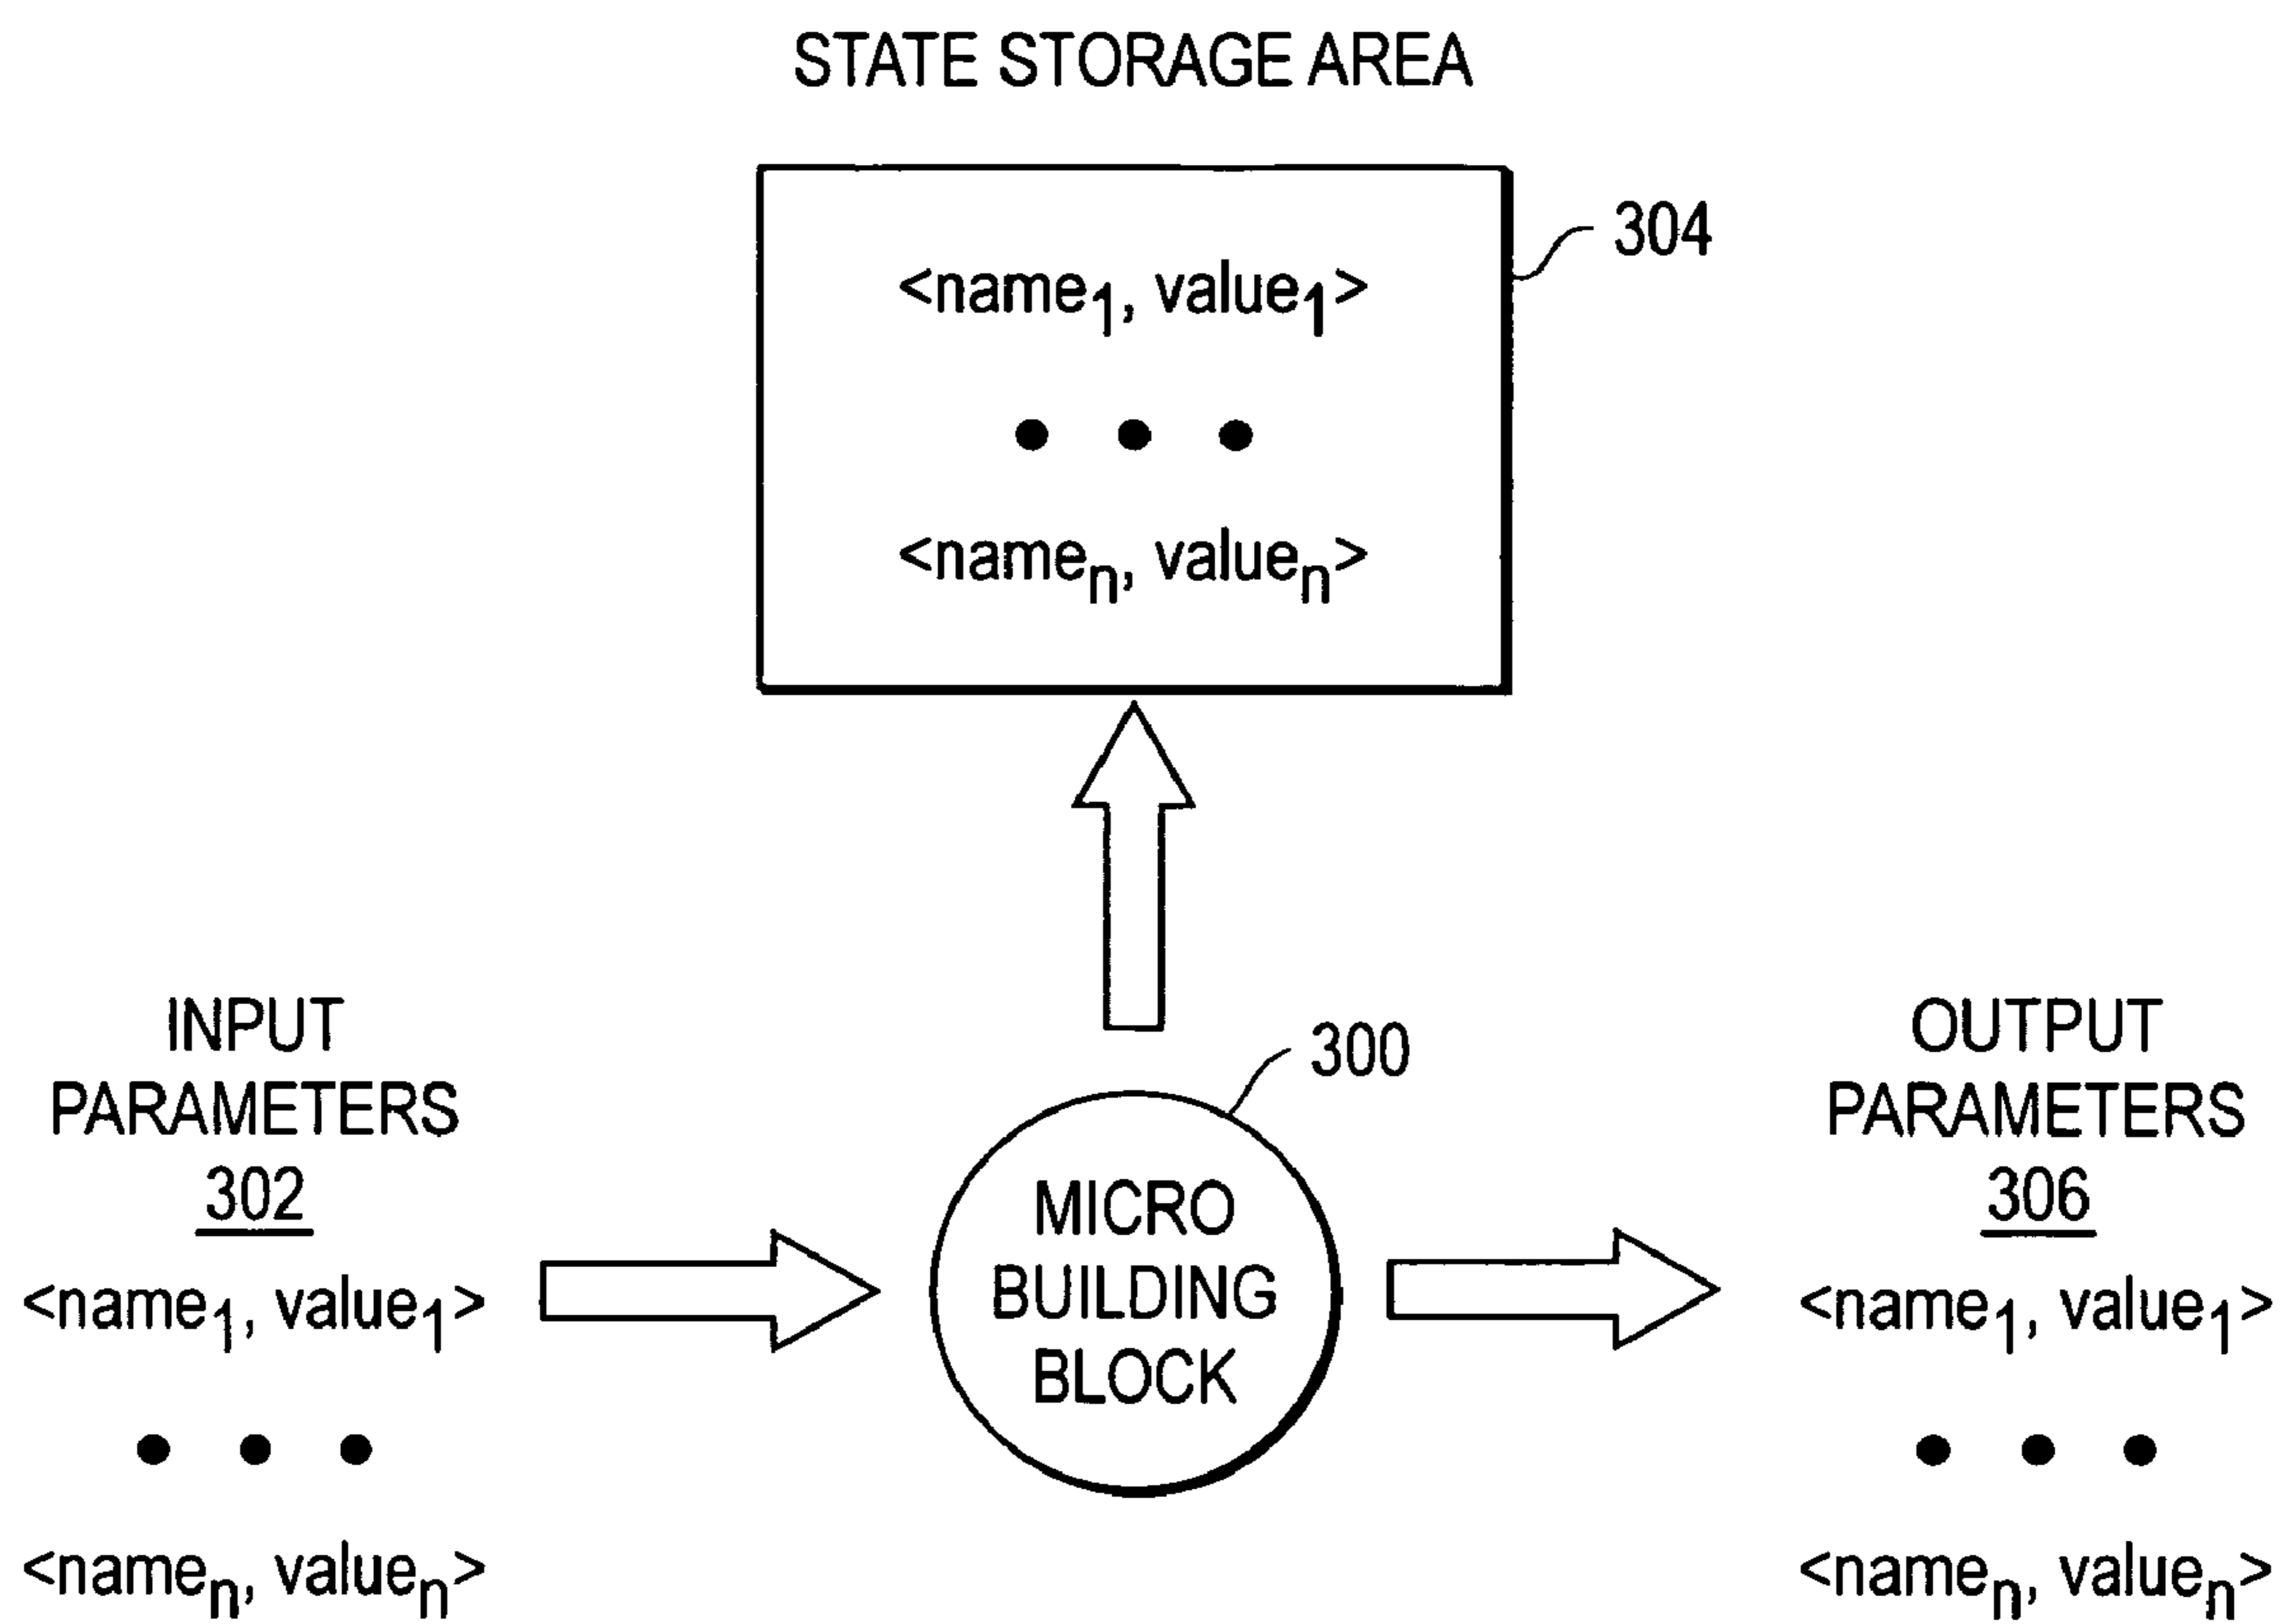 STATE STORAGE AREA
304
<name₁, value₁>
• • •
<nameₙ, valueₙ>
300
INPUT
PARAMETERS
302
<name₁, value₁>
• • •
<nameₙ, valueₙ>
MICRO
BUILDING
BLOCK
OUTPUT
PARAMETERS
306
<name₁, value₁>
• • •
<nameₙ, valueₙ>